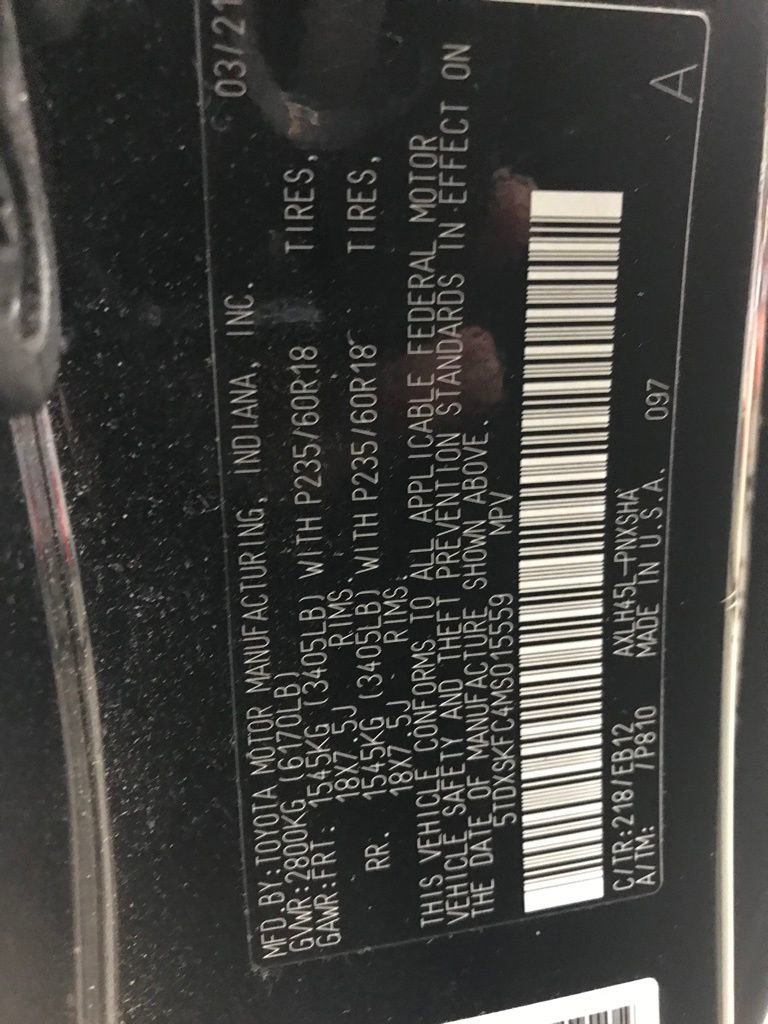 MFD.BY:TOYOTA MOTOR MANUFACTURING, INDIANA, INC. 03/21
GVWR:2800KG (6170LB)
GAWR:FRT: 1545KG (3405LB) WITH P235/60R18 TIRES,
18X7.5J RIMS.
RR. 1545KG (3405LB) WITH P235/60R18 TIRES,
18X7.5J RIMS.
THIS VEHICLE CONFORMS TO ALL APPLICABLE FEDERAL MOTOR
VEHICLE SAFETY AND THEFT PREVENTION STANDARDS IN EFFECT ON
THE DATE OF MANUFACTURE SHOWN ABOVE.
5TDXSKFC4MS015559 MPV
C/TR:218/EB12 AXLH45L-PNXSHA
A/TM: /P810 MADE IN U.S.A. 097 A